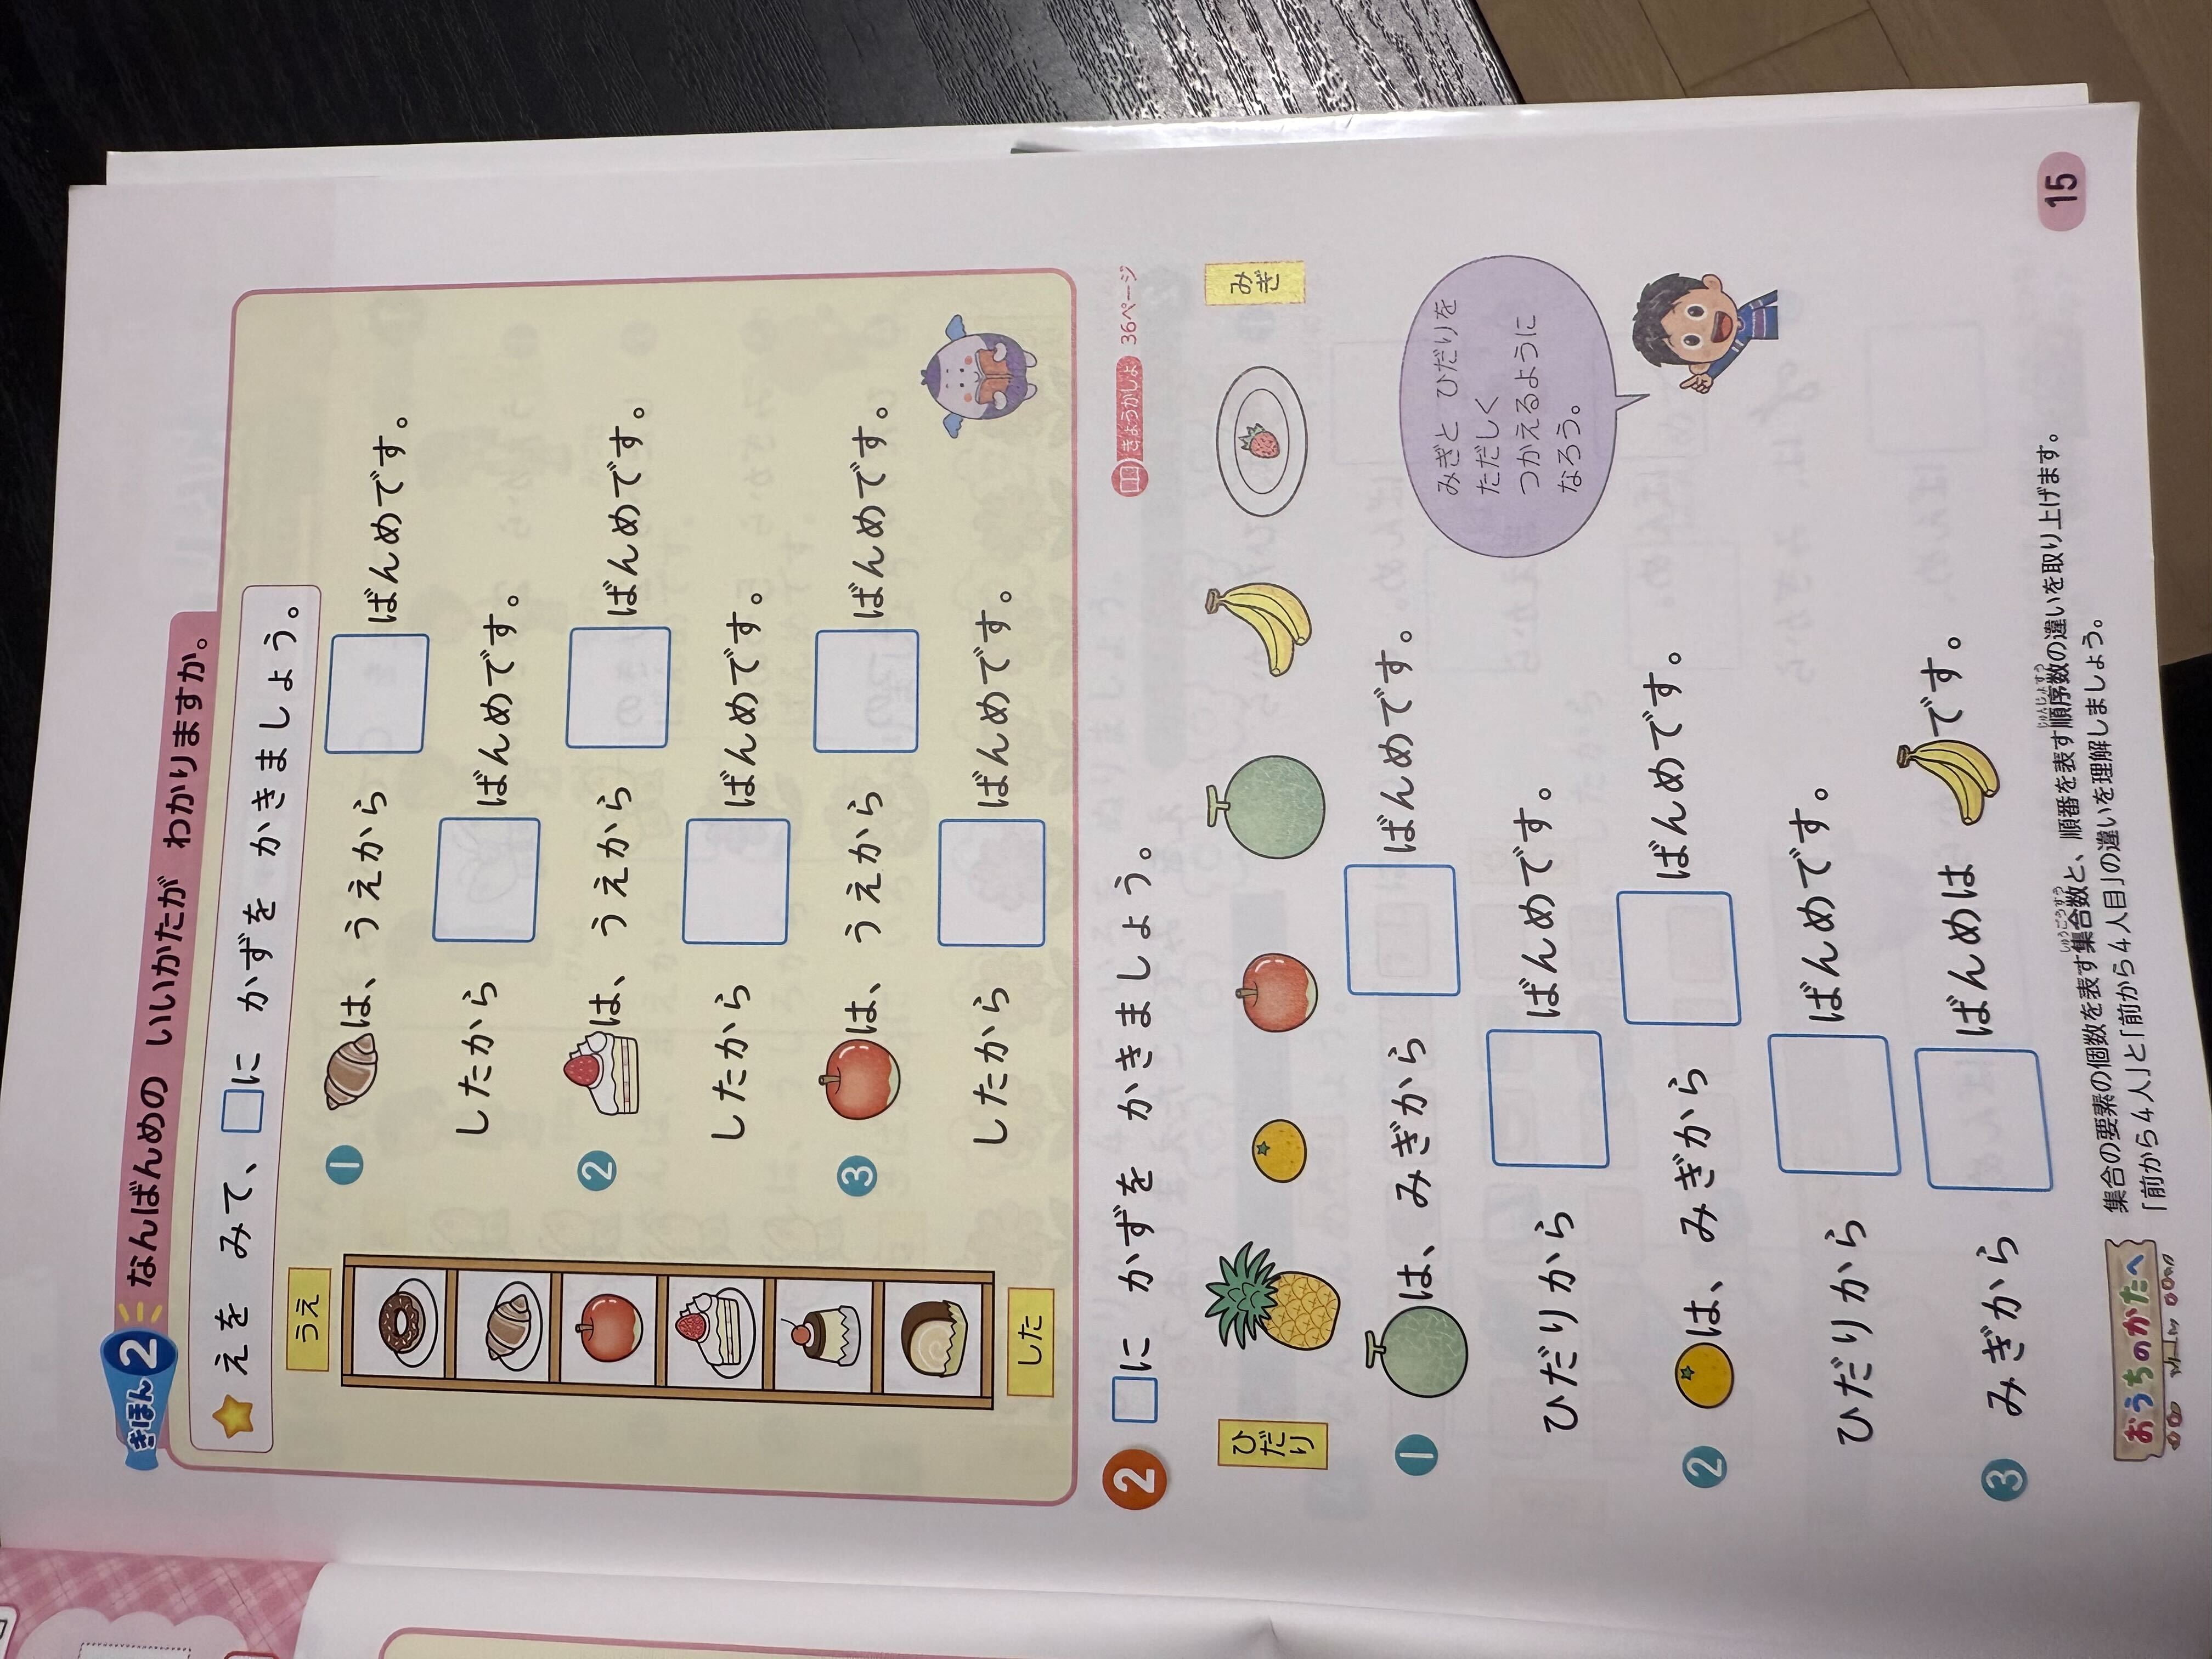 きほん2 なんばんめの いいかたが わかりますか。
えを みて、□に かずを かきましょう。
うえ
した
1 は、うえから □ ばんめです。
したから □ ばんめです。
2 は、うえから □ ばんめです。
したから □ ばんめです。
3 は、うえから □ ばんめです。
したから □ ばんめです。
2 □に かずを かきましょう。
きょうかしょ 36ページ
ひだり
みぎ
1 は、みぎから □ ばんめです。
ひだりから □ ばんめです。
2 は、みぎから □ ばんめです。
ひだりから □ ばんめです。
3 みぎから □ ばんめは です。
みぎと ひだりを
ただしく
つかえるように
なろう。
おうちのかたへ
集合の要素の個数を表す集合数と、順番を表す順序数の違いを取り上げます。
「前から4人」と「前から4人目」の違いを理解しましょう。
15